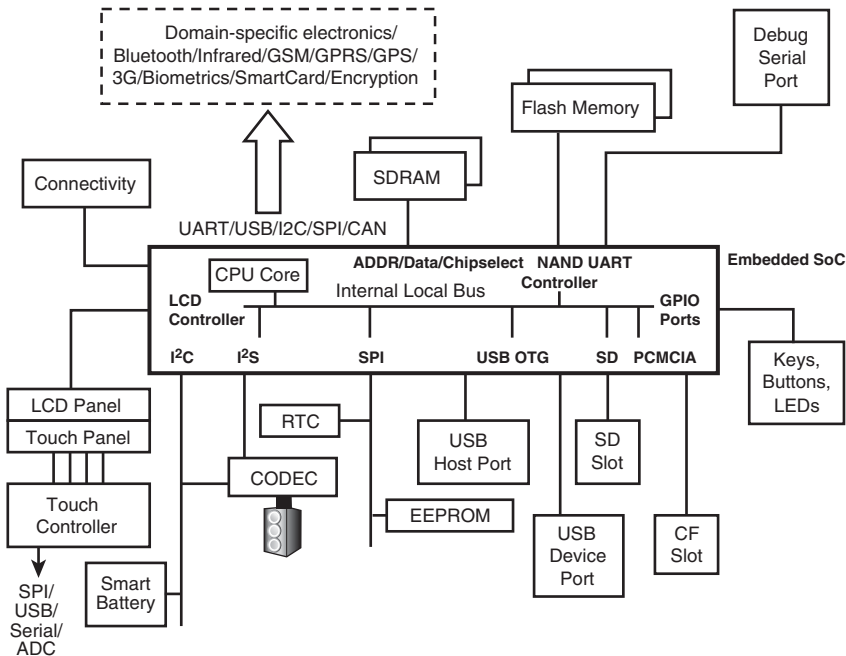 Domain-specific electronics/
Bluetooth/Infrared/GSM/GPRS/GPS/
3G/Biometrics/SmartCard/Encryption
Debug
Serial
Port
Flash Memory
SDRAM
Connectivity
UART/USB/I2C/SPI/CAN
Embedded SoC
ADDR/Data/Chipselect NAND UART
Controller
CPU Core
Internal Local Bus
LCD
Controller
GPIO
Ports
I²C I²S SPI USB OTG SD PCMCIA
Keys,
Buttons,
LEDs
LCD Panel
Touch Panel
RTC
USB
Host Port
SD
Slot
CODEC
Touch
Controller
EEPROM
USB
Device
Port
CF
Slot
Smart
Battery
SPI/
USB/
Serial/
ADC